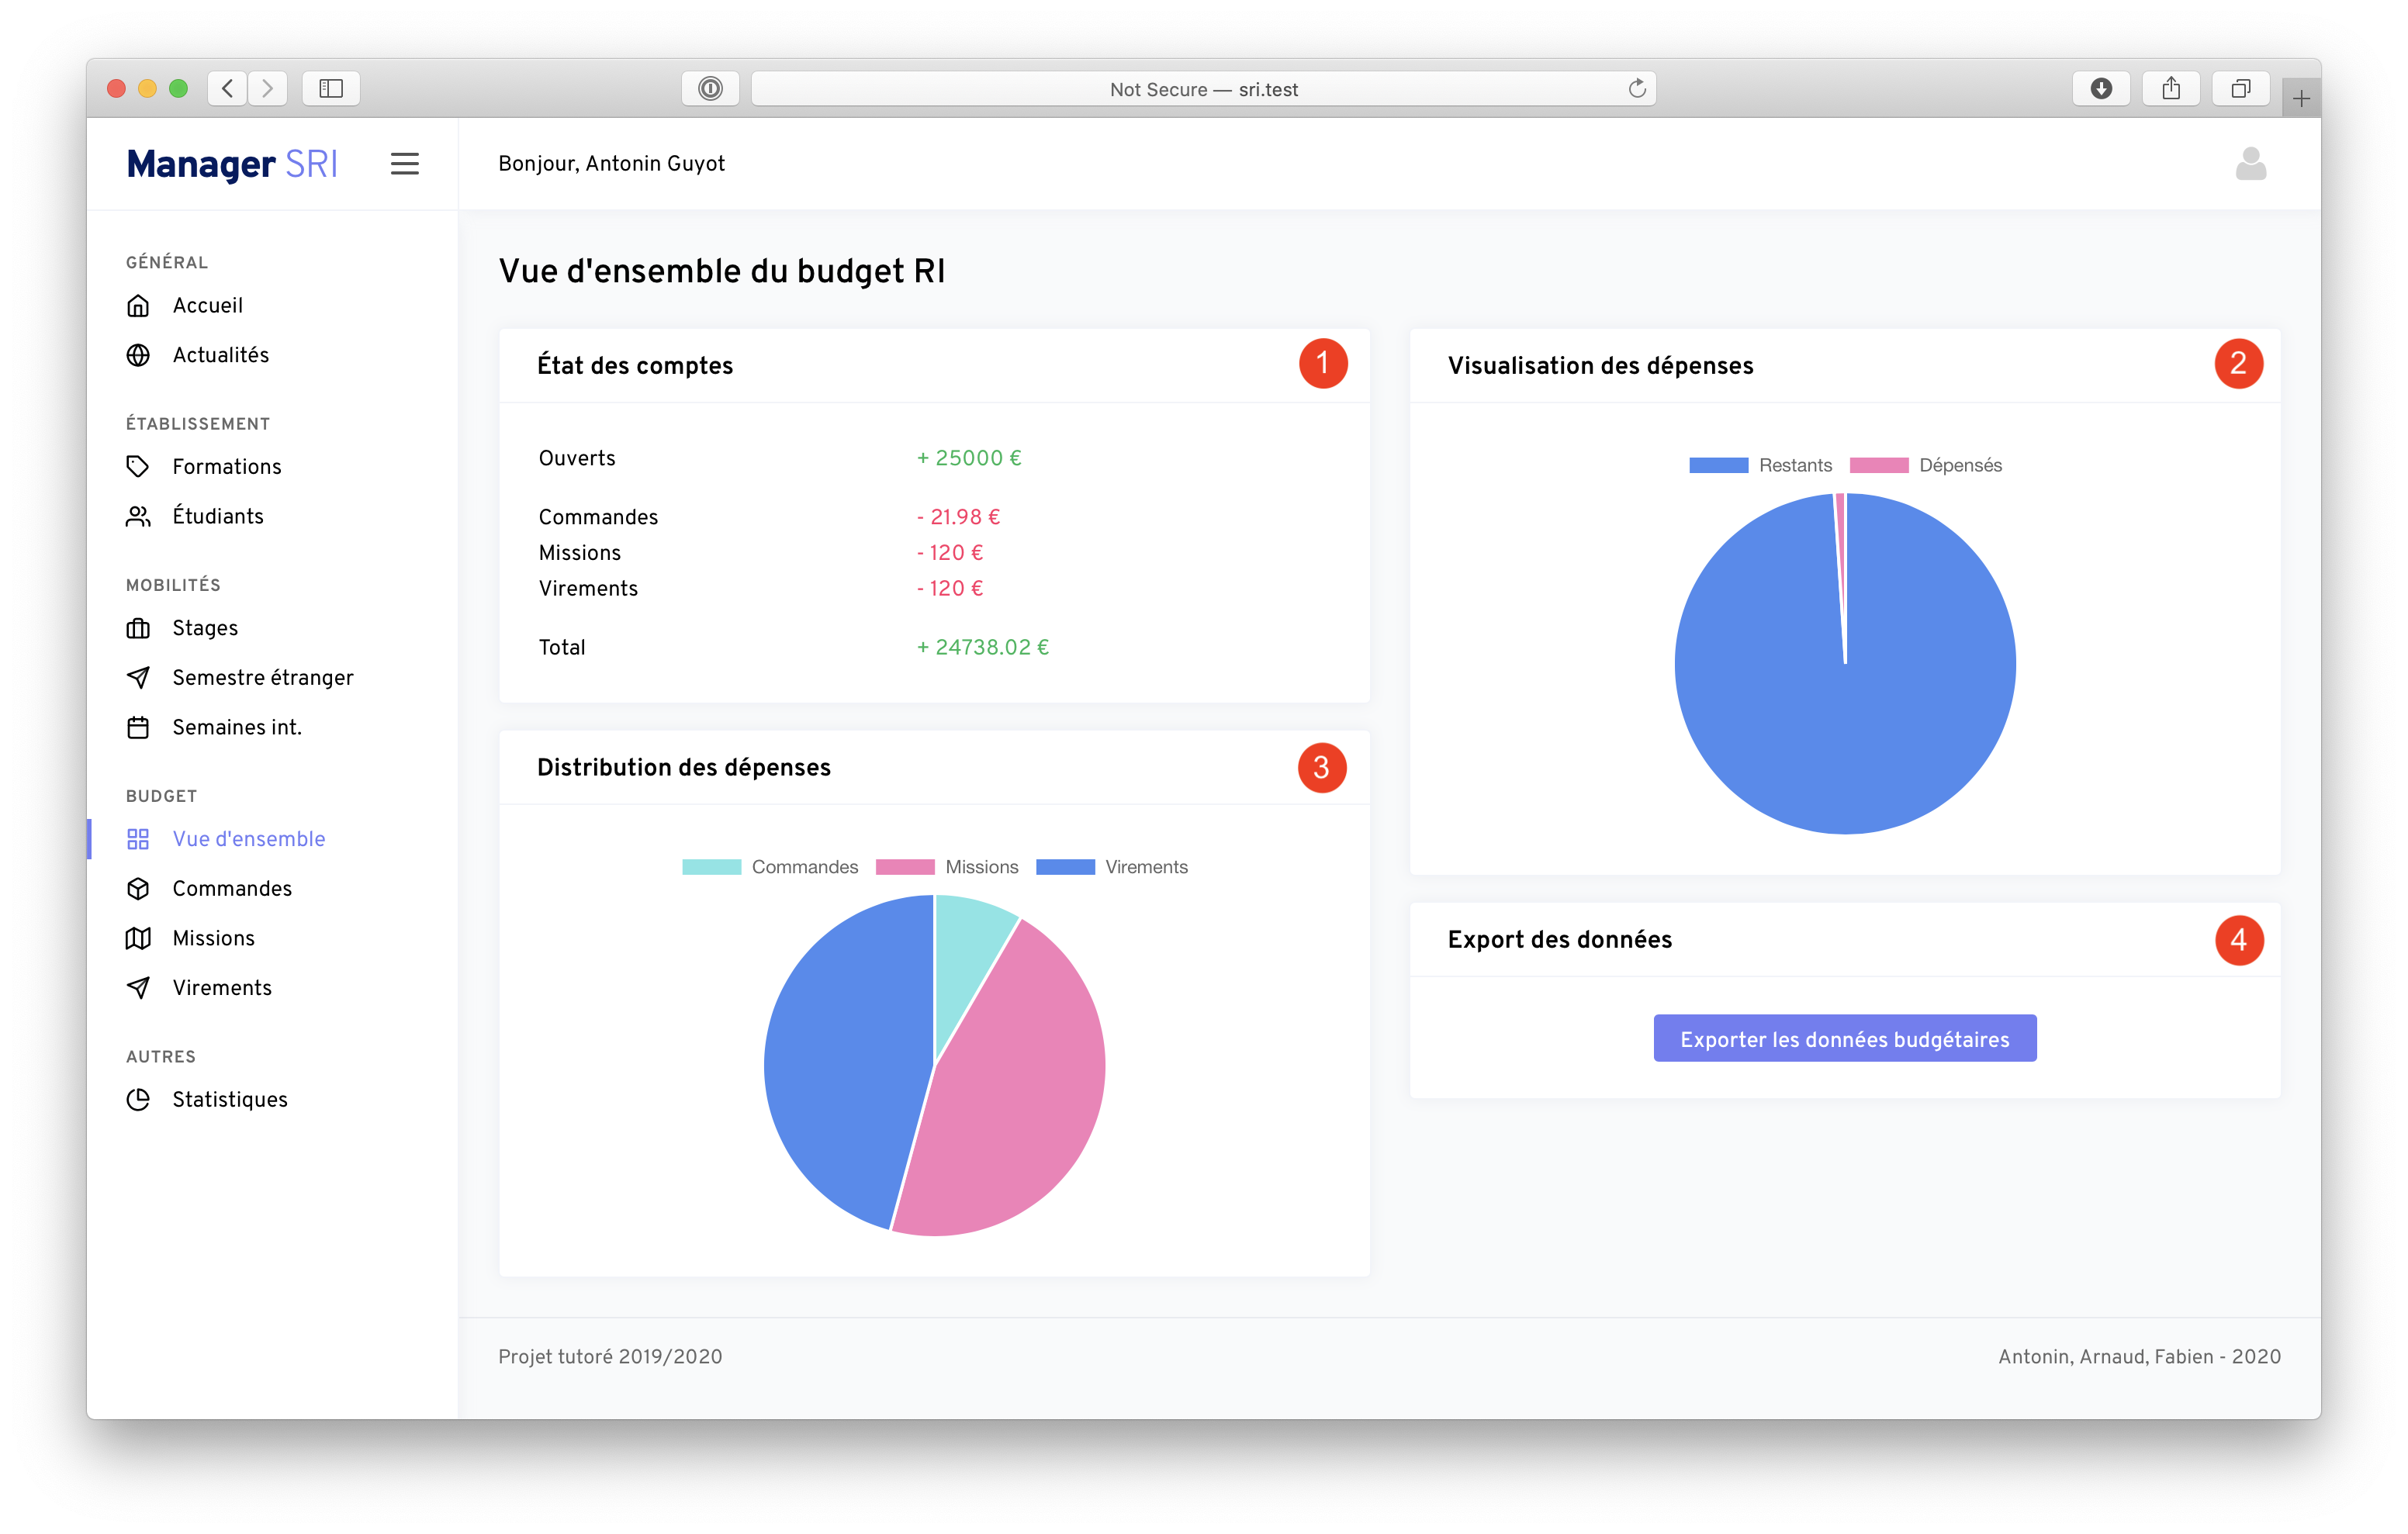 Not Secure — sri.test
Manager SRI
Bonjour, Antonin Guyot
GÉNÉRAL
Accueil
Actualités
ÉTABLISSEMENT
Formations
Étudiants
MOBILITÉS
Stages
Semestre étranger
Semaines int.
BUDGET
Vue d'ensemble
Commandes
Missions
Virements
AUTRES
Statistiques
Vue d'ensemble du budget RI
État des comptes
1
Ouverts + 25000 €
Commandes - 21.98 €
Missions - 120 €
Virements - 120 €
Total + 24738.02 €
Visualisation des dépenses
2
Restants Dépensés
Distribution des dépenses
3
Commandes Missions Virements
Export des données
4
Exporter les données budgétaires
Projet tutoré 2019/2020
Antonin, Arnaud, Fabien - 2020